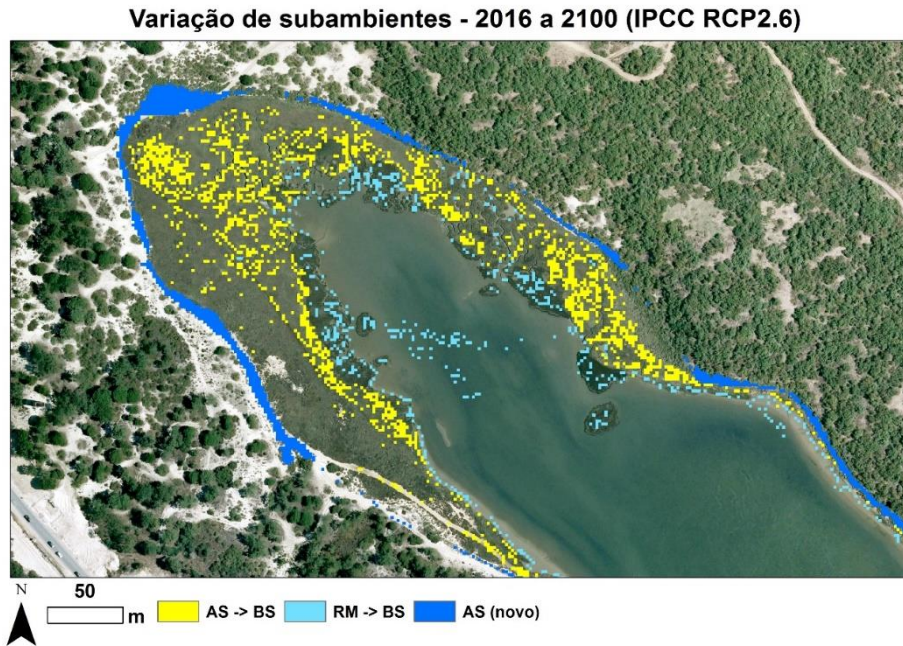 Variação de subambientes - 2016 a 2100 (IPCC RCP2.6)
N
50
m
AS -> BS
RM -> BS
AS (novo)